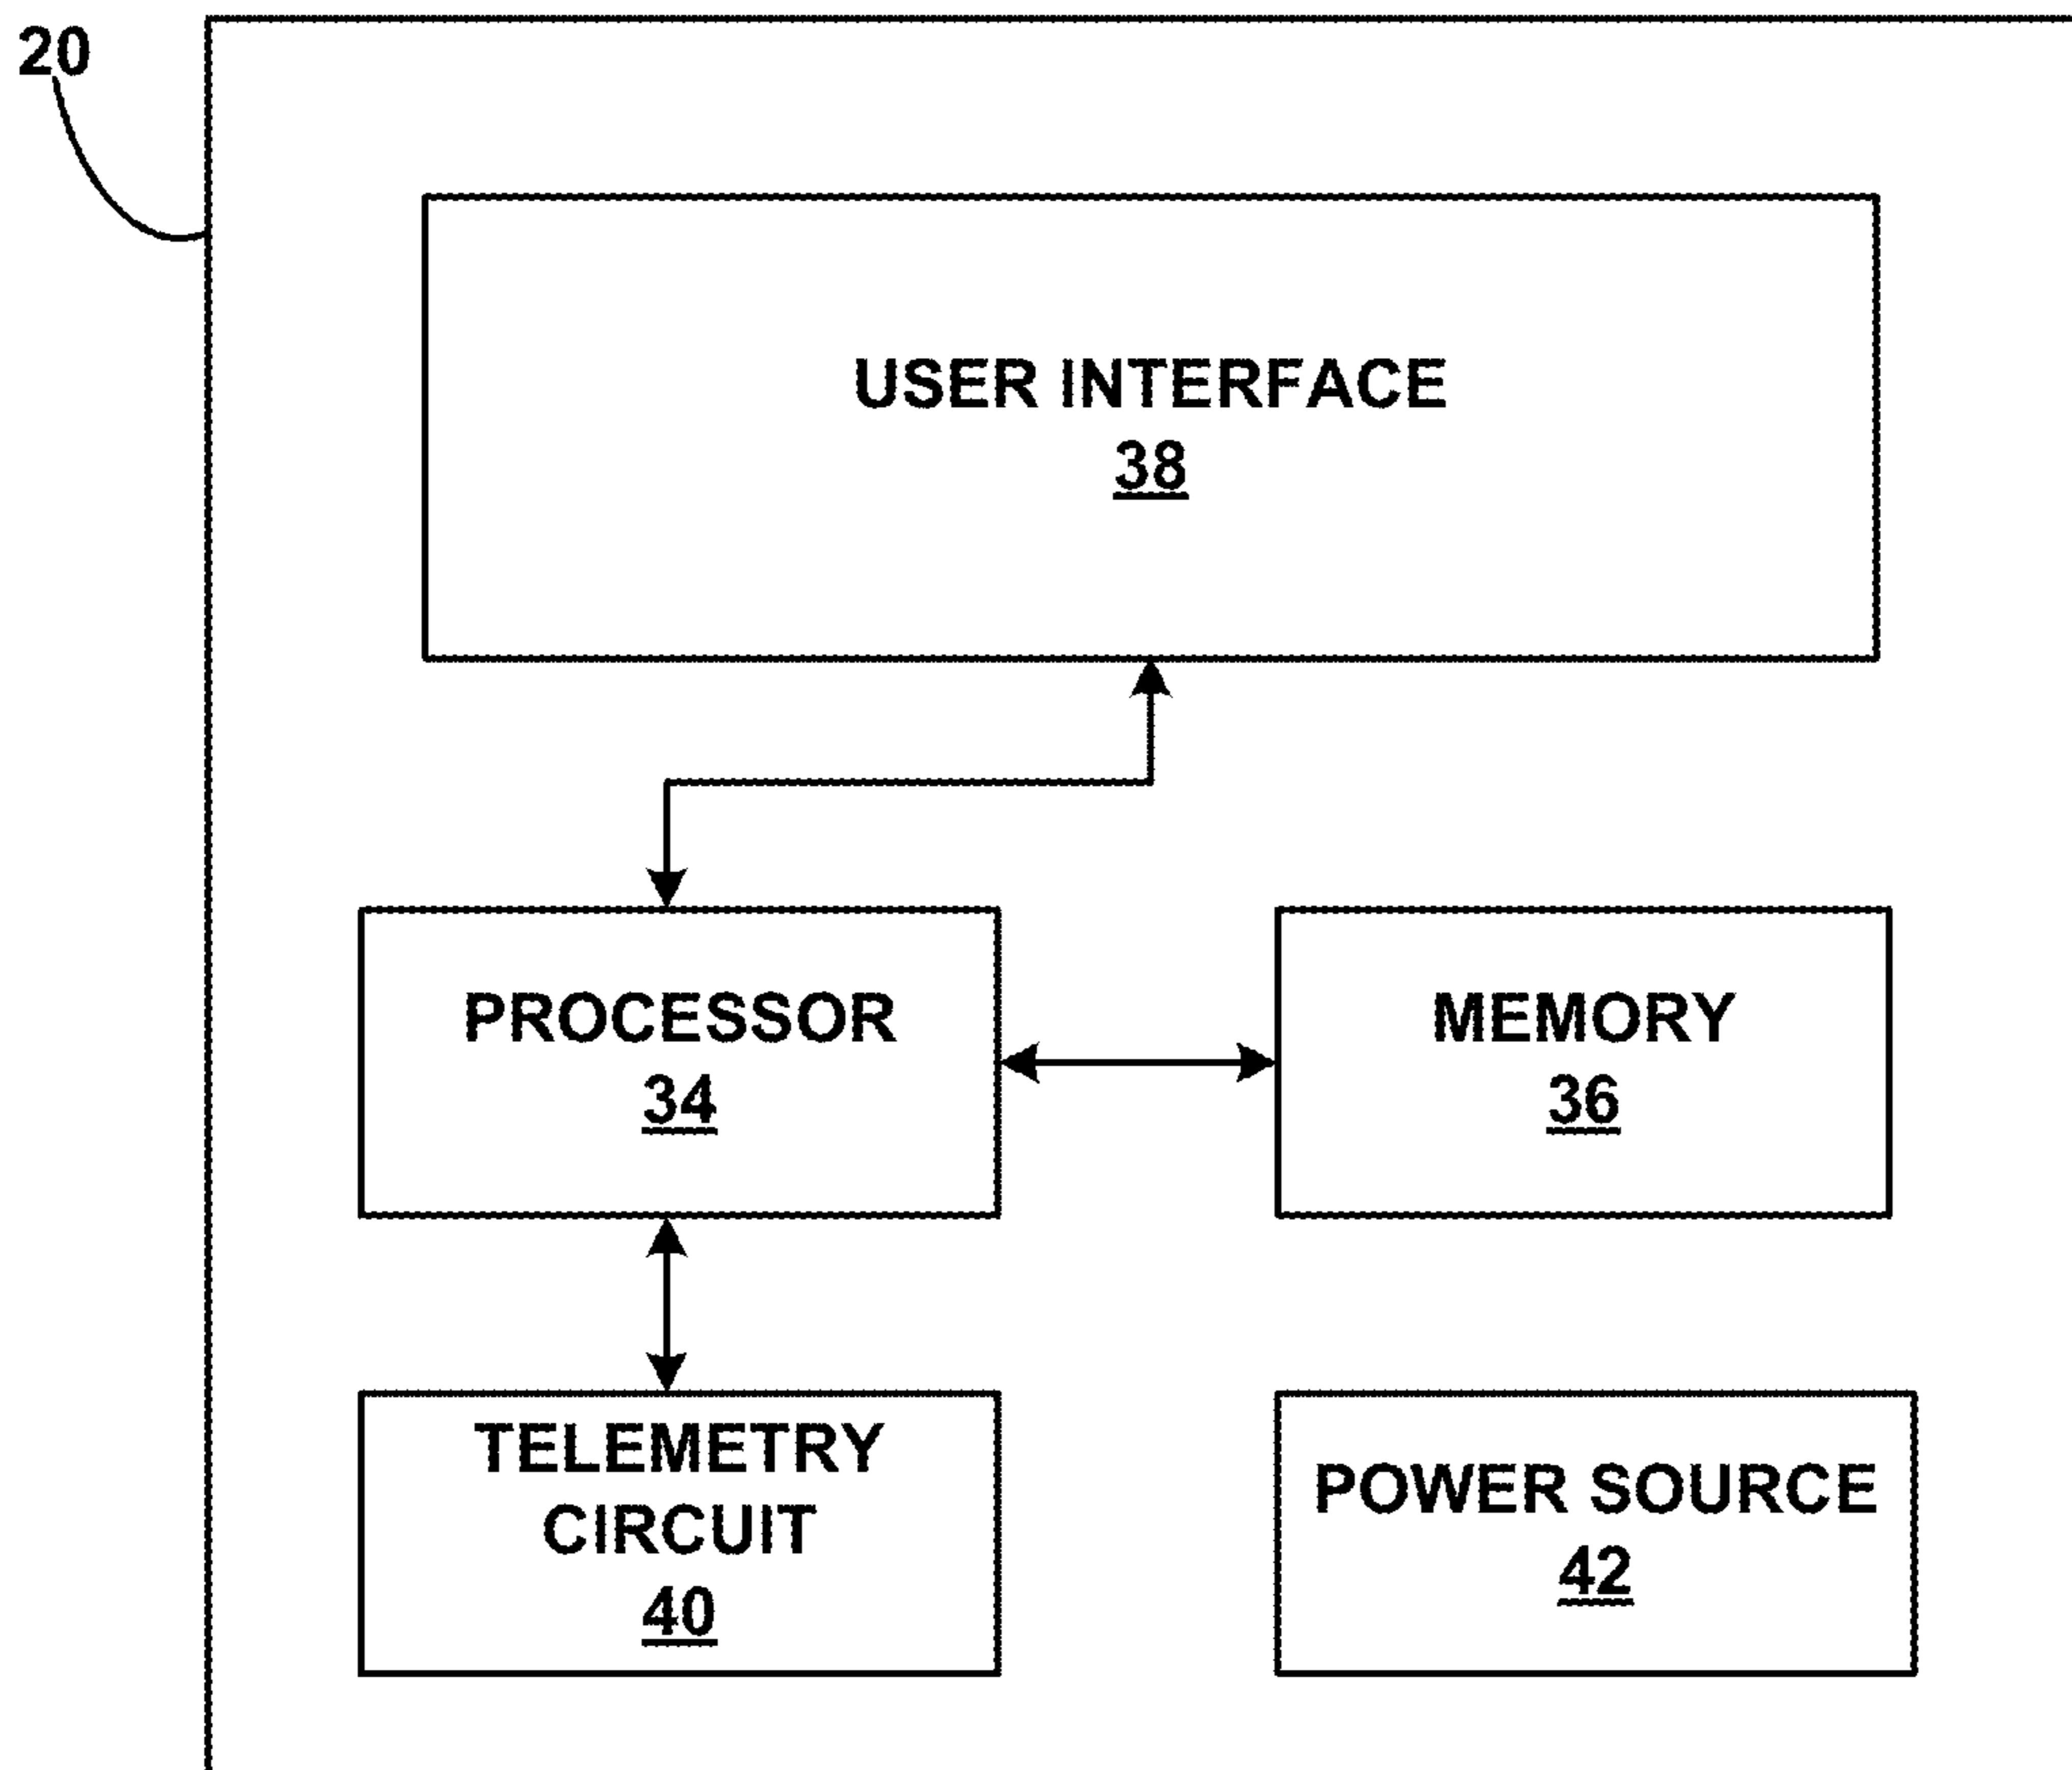 20
USER INTERFACE
38
PROCESSOR
34
MEMORY
36
TELEMETRY
CIRCUIT
40
POWER SOURCE
42